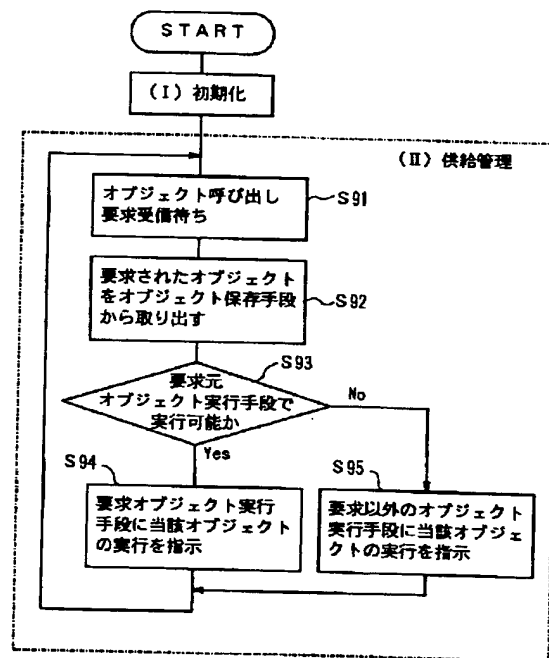 START
(I) 初期化
(II) 供給管理
オブジェクト呼び出し
要求受信待ち
S91
要求されたオブジェクト
をオブジェクト保存手段
から取り出す
S92
S93
要求元
オブジェクト実行手段で
実行可能か
No
Yes
S94
要求オブジェクト実行
手段に当該オブジェクト
の実行を指示
S95
要求以外のオブジェクト
実行手段に当該オブジェ
クトの実行を指示